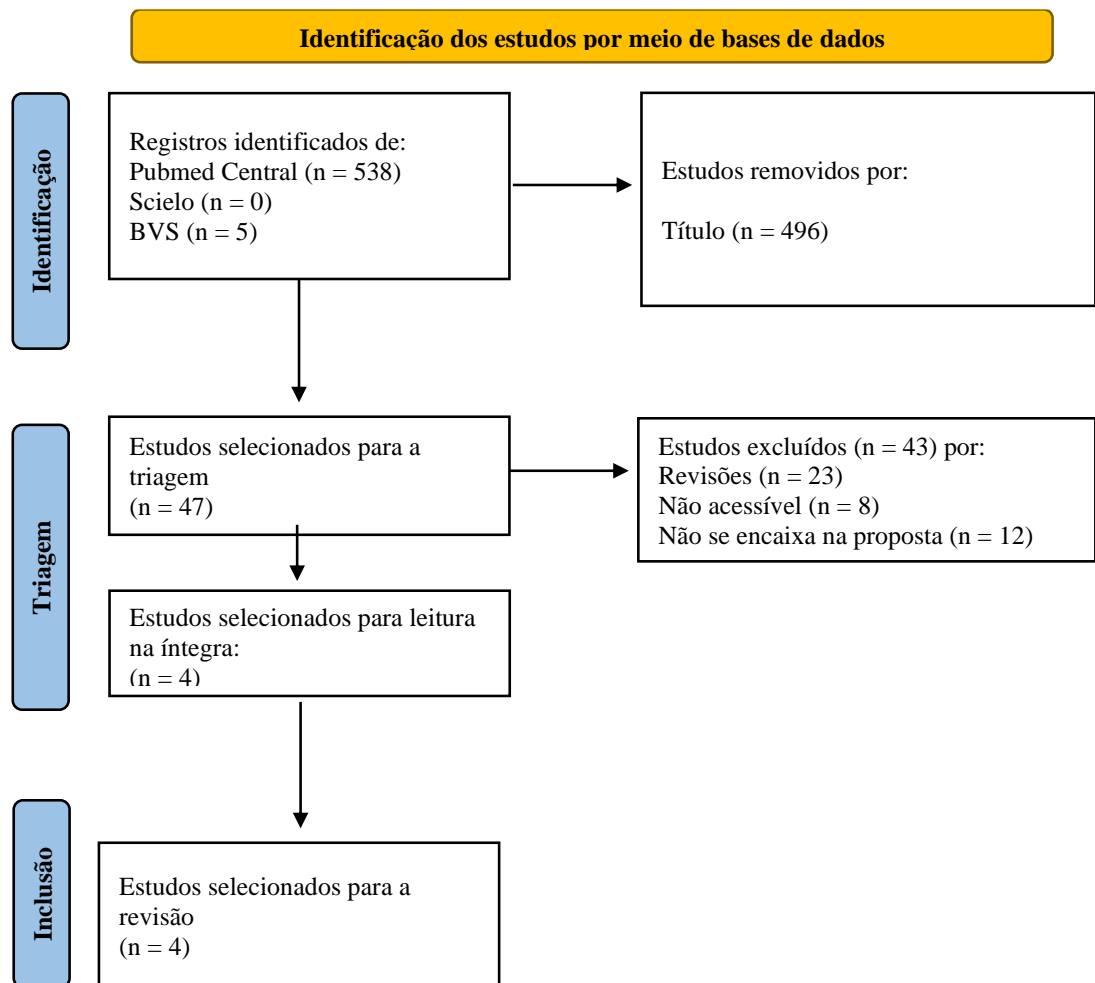 Identificação dos estudos por meio de bases de dados
Identificação
Registros identificados de:
Pubmed Central (n = 538)
Scielo (n = 0)
BVS (n = 5)
Estudos removidos por:
Título (n = 496)
Triagem
Estudos selecionados para a
triagem
(n = 47)
Estudos excluídos (n = 43) por:
Revisões (n = 23)
Não acessível (n = 8)
Não se encaixa na proposta (n = 12)
Estudos selecionados para leitura
na íntegra:
(n = 4)
Inclusão
Estudos selecionados para a
revisão
(n = 4)